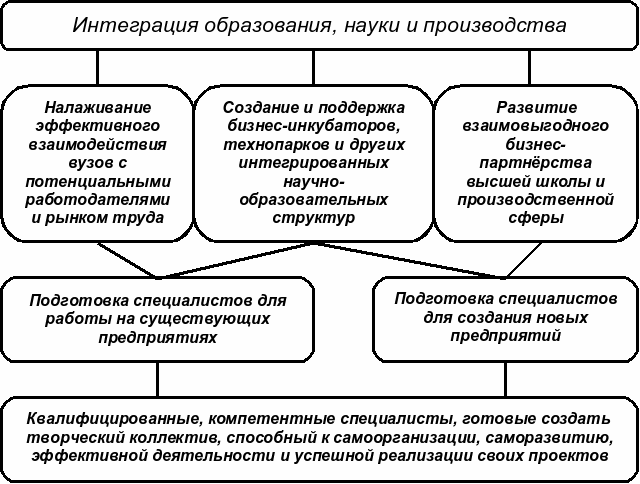 Интеграция образования, науки и производства
Налаживание
эффективного
взаимодействия
вузов с
потенциальными
работодателями
и рынком труда
Создание и поддержка
бизнес-инкубаторов,
технопарков и других
интегрированных
научно-
образовательных
структур
Развитие
взаимовыгодного
бизнес-
партнёрства
высшей школы и
производственной
сферы
Подготовка специалистов для
работы на существующих
предприятиях
Подготовка специалистов
для создания новых
предприятий
Квалифицированные, компетентные специалисты, готовые создать
творческий коллектив, способный к самоорганизации, саморазвитию,
эффективной деятельности и успешной реализации своих проектов